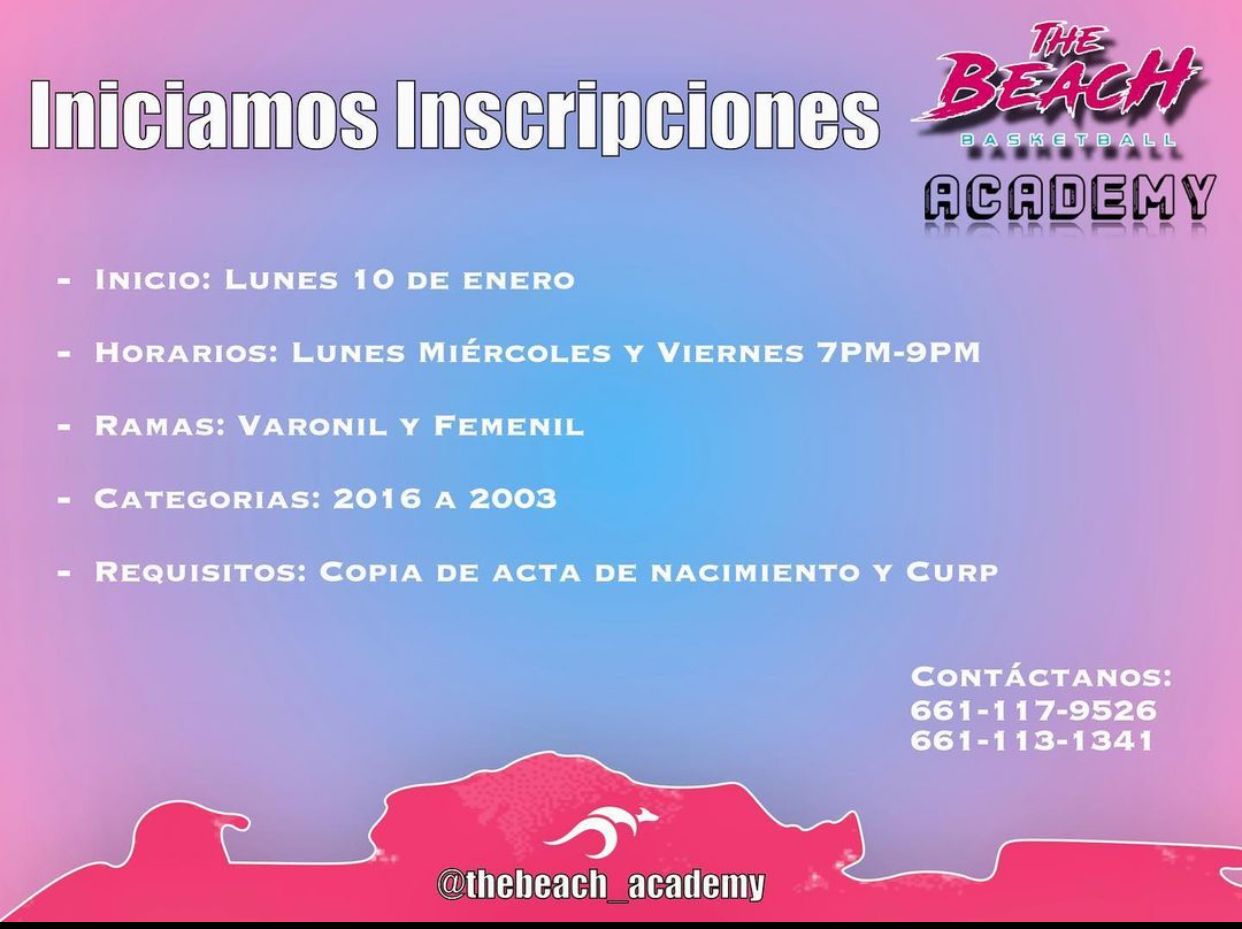 Iniciamos Inscripciones
THE
BEACH
BASKETBALL
ACADEMY
- Inicio: Lunes 10 de enero
- Horarios: Lunes Miércoles y Viernes 7PM-9PM
- Ramas: Varonil y Femenil
- Categorias: 2016 a 2003
- Requisitos: Copia de acta de nacimiento y Curp
Contáctanos:
661-117-9526
661-113-1341
@thebeach_academy